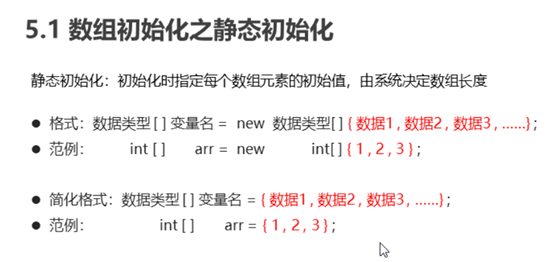 5.1 数组初始化之静态初始化
静态初始化：初始化时指定每个数组元素的初始值，由系统决定数组长度
● 格式：数据类型 [ ] 变量名 = new 数据类型[ ] { 数据1 , 数据2 , 数据3 , ……} ;
● 范例： int [ ] arr = new int[ ] { 1 , 2 , 3 } ;
● 简化格式：数据类型 [ ] 变量名 = { 数据1 , 数据2 , 数据3 , ……} ;
● 范例： int [ ] arr = { 1 , 2 , 3 } ;